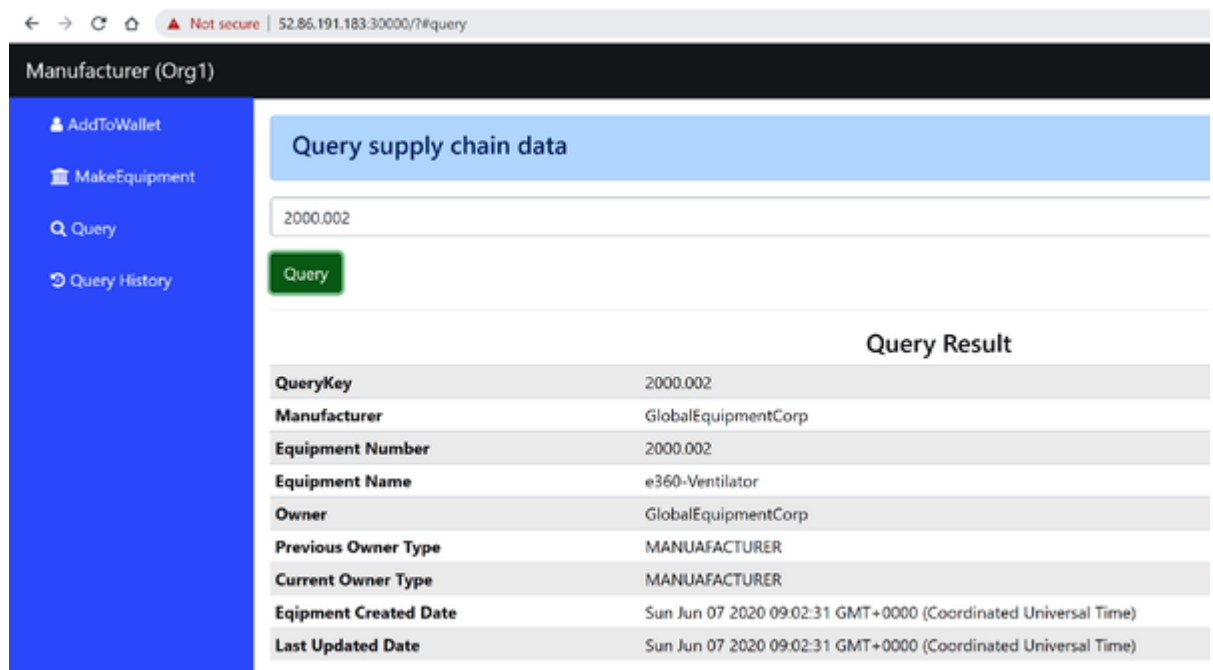 Not secure | 52.86.191.183:30000/?#query
Manufacturer (Org1)
AddToWallet
MakeEquipment
Query
Query History
Query supply chain data
2000.002
Query
Query Result
QueryKey 2000.002
Manufacturer GlobalEquipmentCorp
Equipment Number 2000.002
Equipment Name e360-Ventilator
Owner GlobalEquipmentCorp
Previous Owner Type MANUAFACTURER
Current Owner Type MANUAFACTURER
Eqipment Created Date Sun Jun 07 2020 09:02:31 GMT+0000 (Coordinated Universal Time)
Last Updated Date Sun Jun 07 2020 09:02:31 GMT+0000 (Coordinated Universal Time)